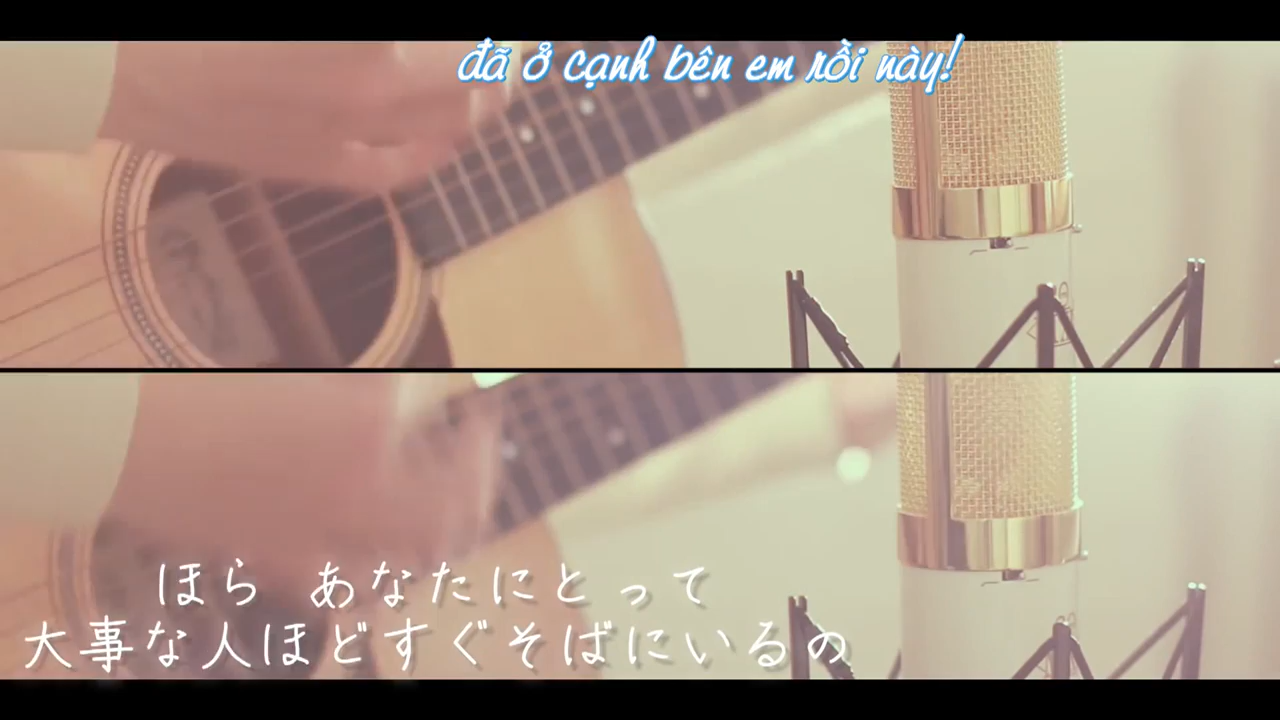 đã ở cạnh bên em rồi này!
ほら あなたにとって
大事な人ほどすぐそばにいるの